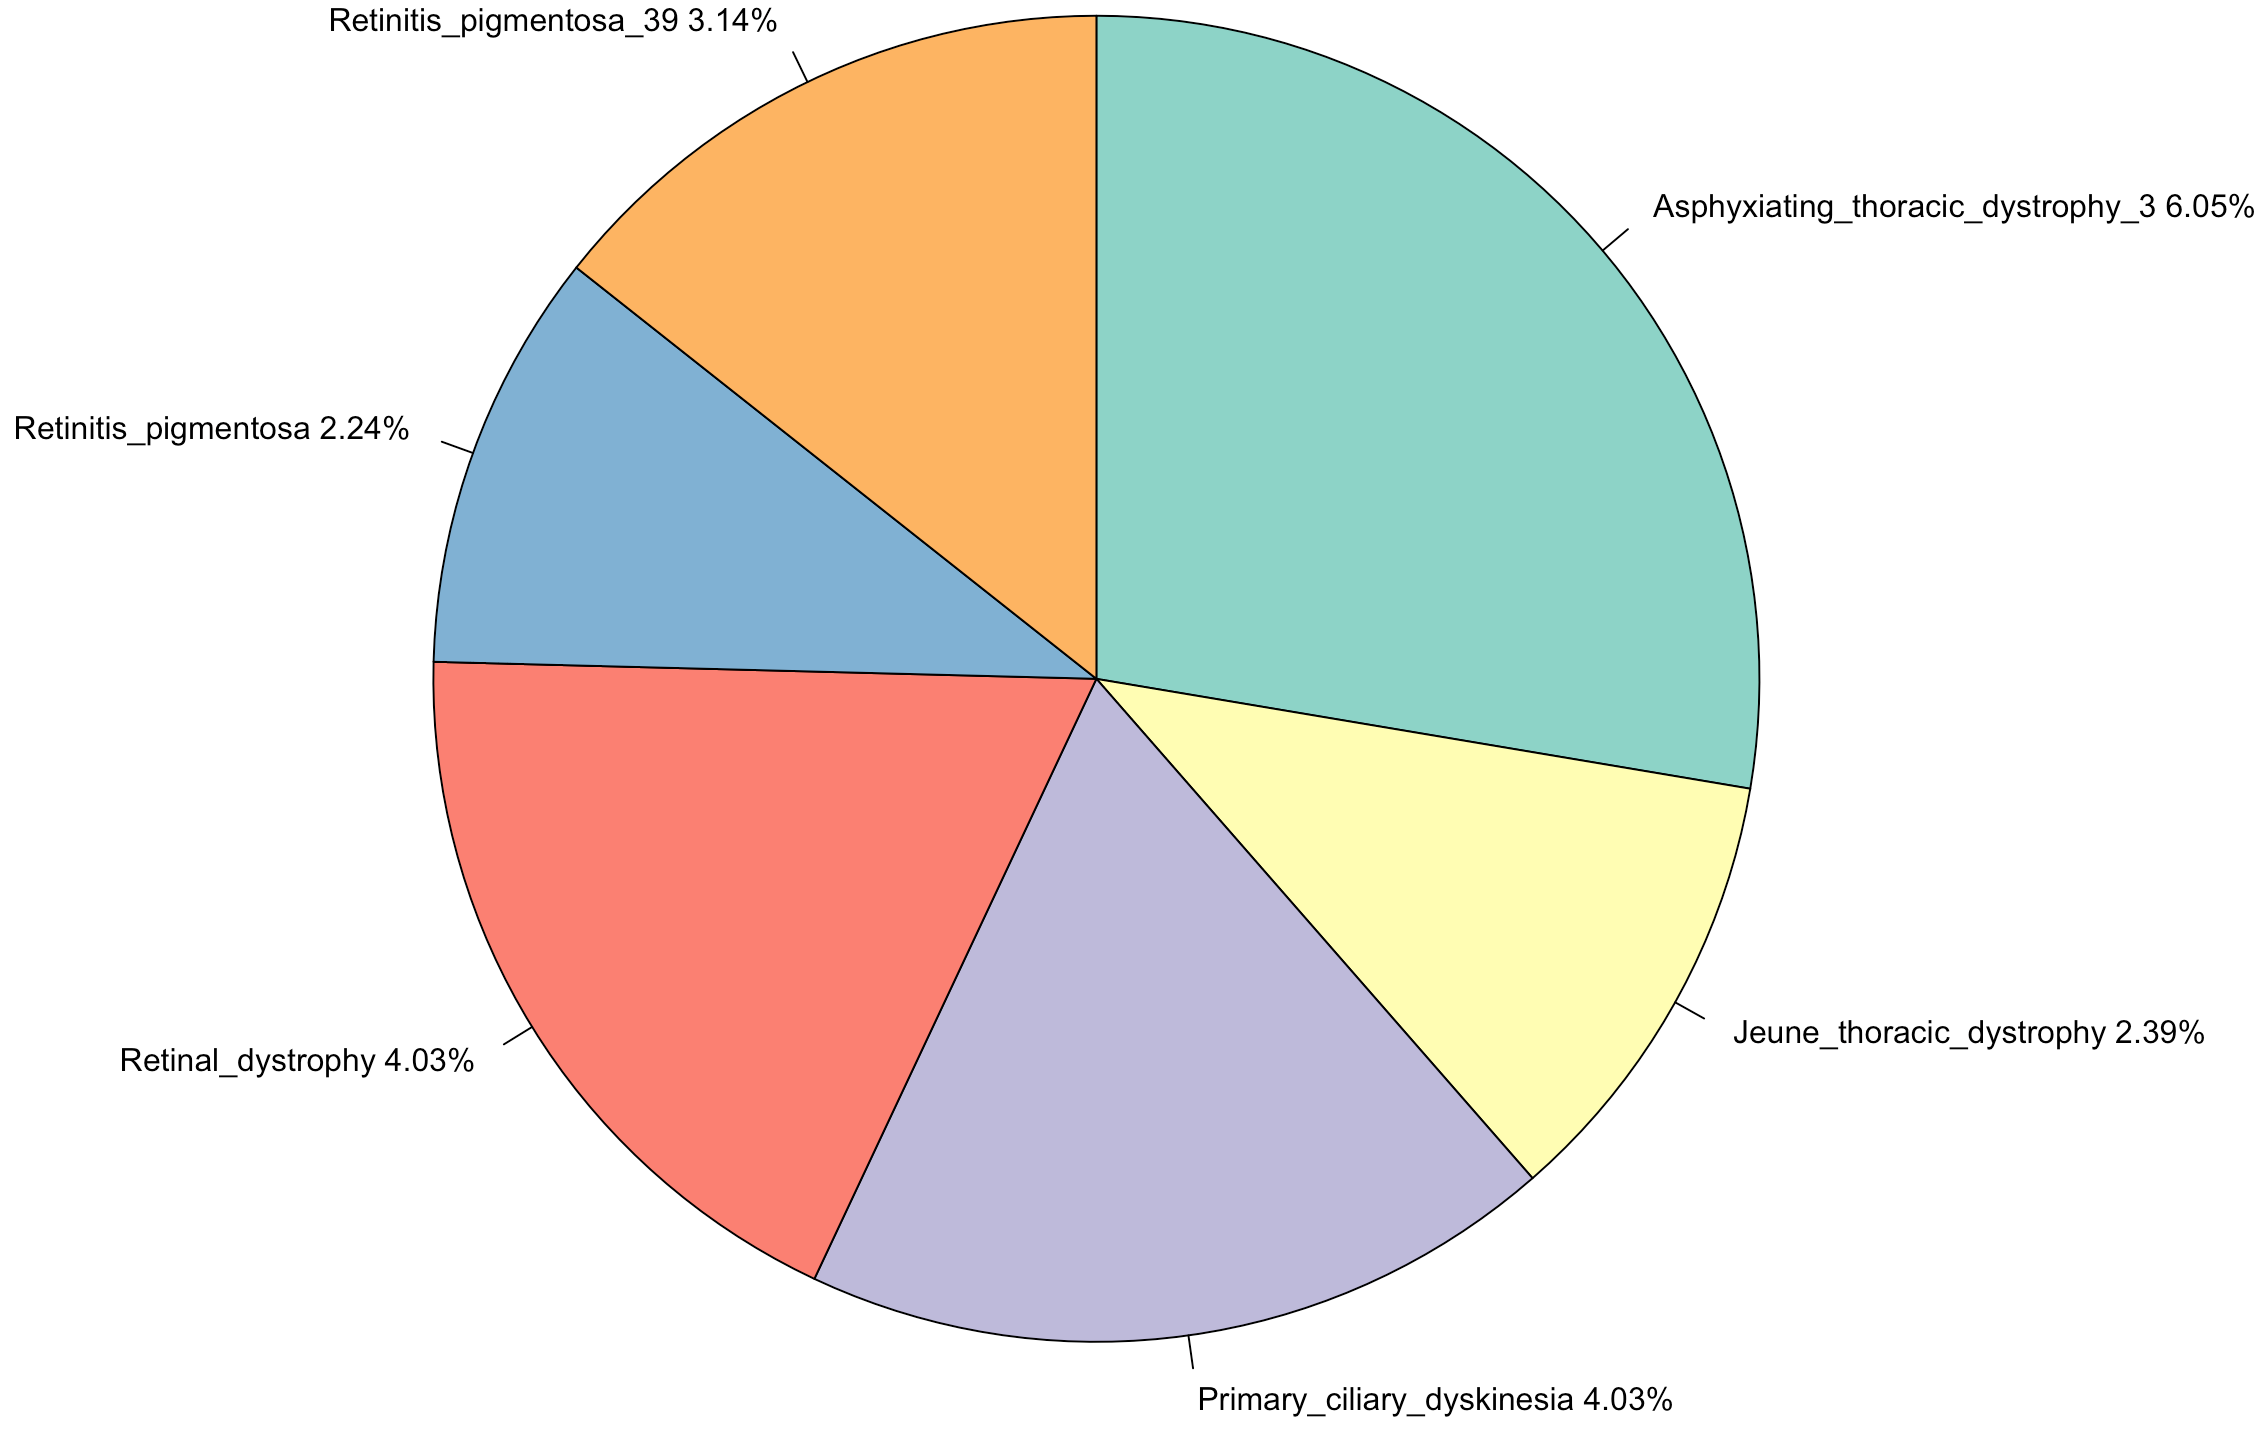 Retinitis_pigmentosa_39 3.14%
Asphyxiating_thoracic_dystrophy_3 6.05%
Retinitis_pigmentosa 2.24%
Jeune_thoracic_dystrophy 2.39%
Retinal_dystrophy 4.03%
Primary_ciliary_dyskinesia 4.03%